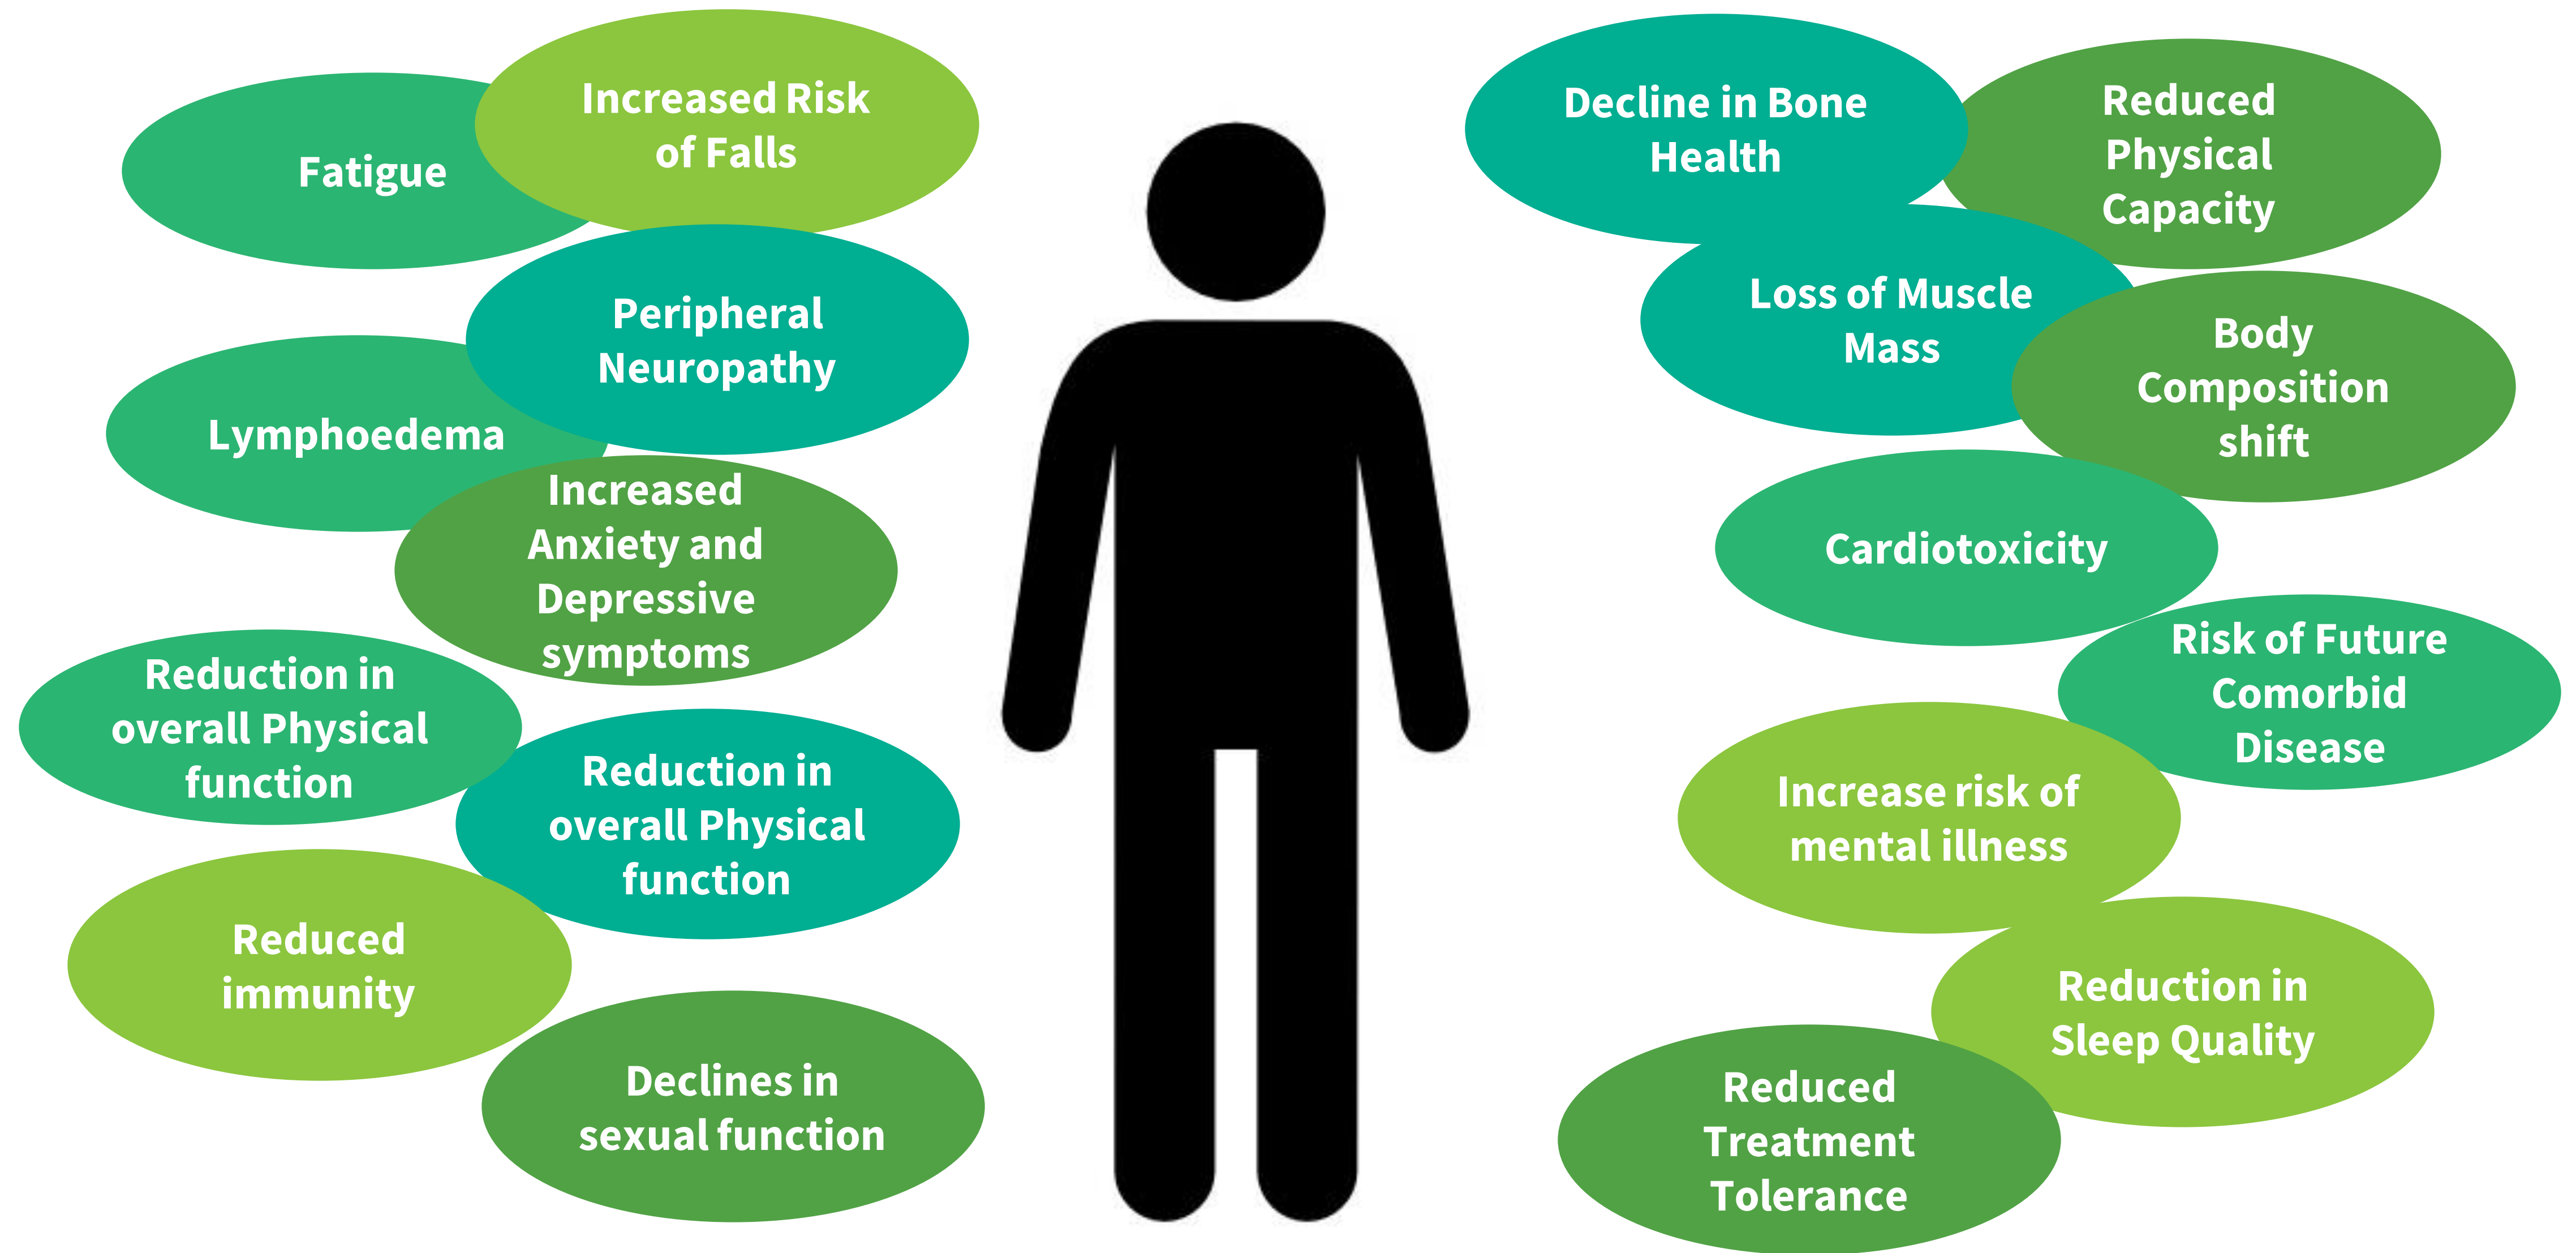 Fatigue
Increased Risk
of Falls
Peripheral
Neuropathy
Lymphoedema
Increased
Anxiety and
Depressive
symptoms
Reduction in
overall Physical
function
Reduction in
overall Physical
function
Reduced
immunity
Declines in
sexual function
Decline in Bone
Health
Reduced
Physical
Capacity
Loss of Muscle
Mass
Body
Composition
shift
Cardiotoxicity
Risk of Future
Comorbid
Disease
Increase risk of
mental illness
Reduction in
Sleep Quality
Reduced
Treatment
Tolerance